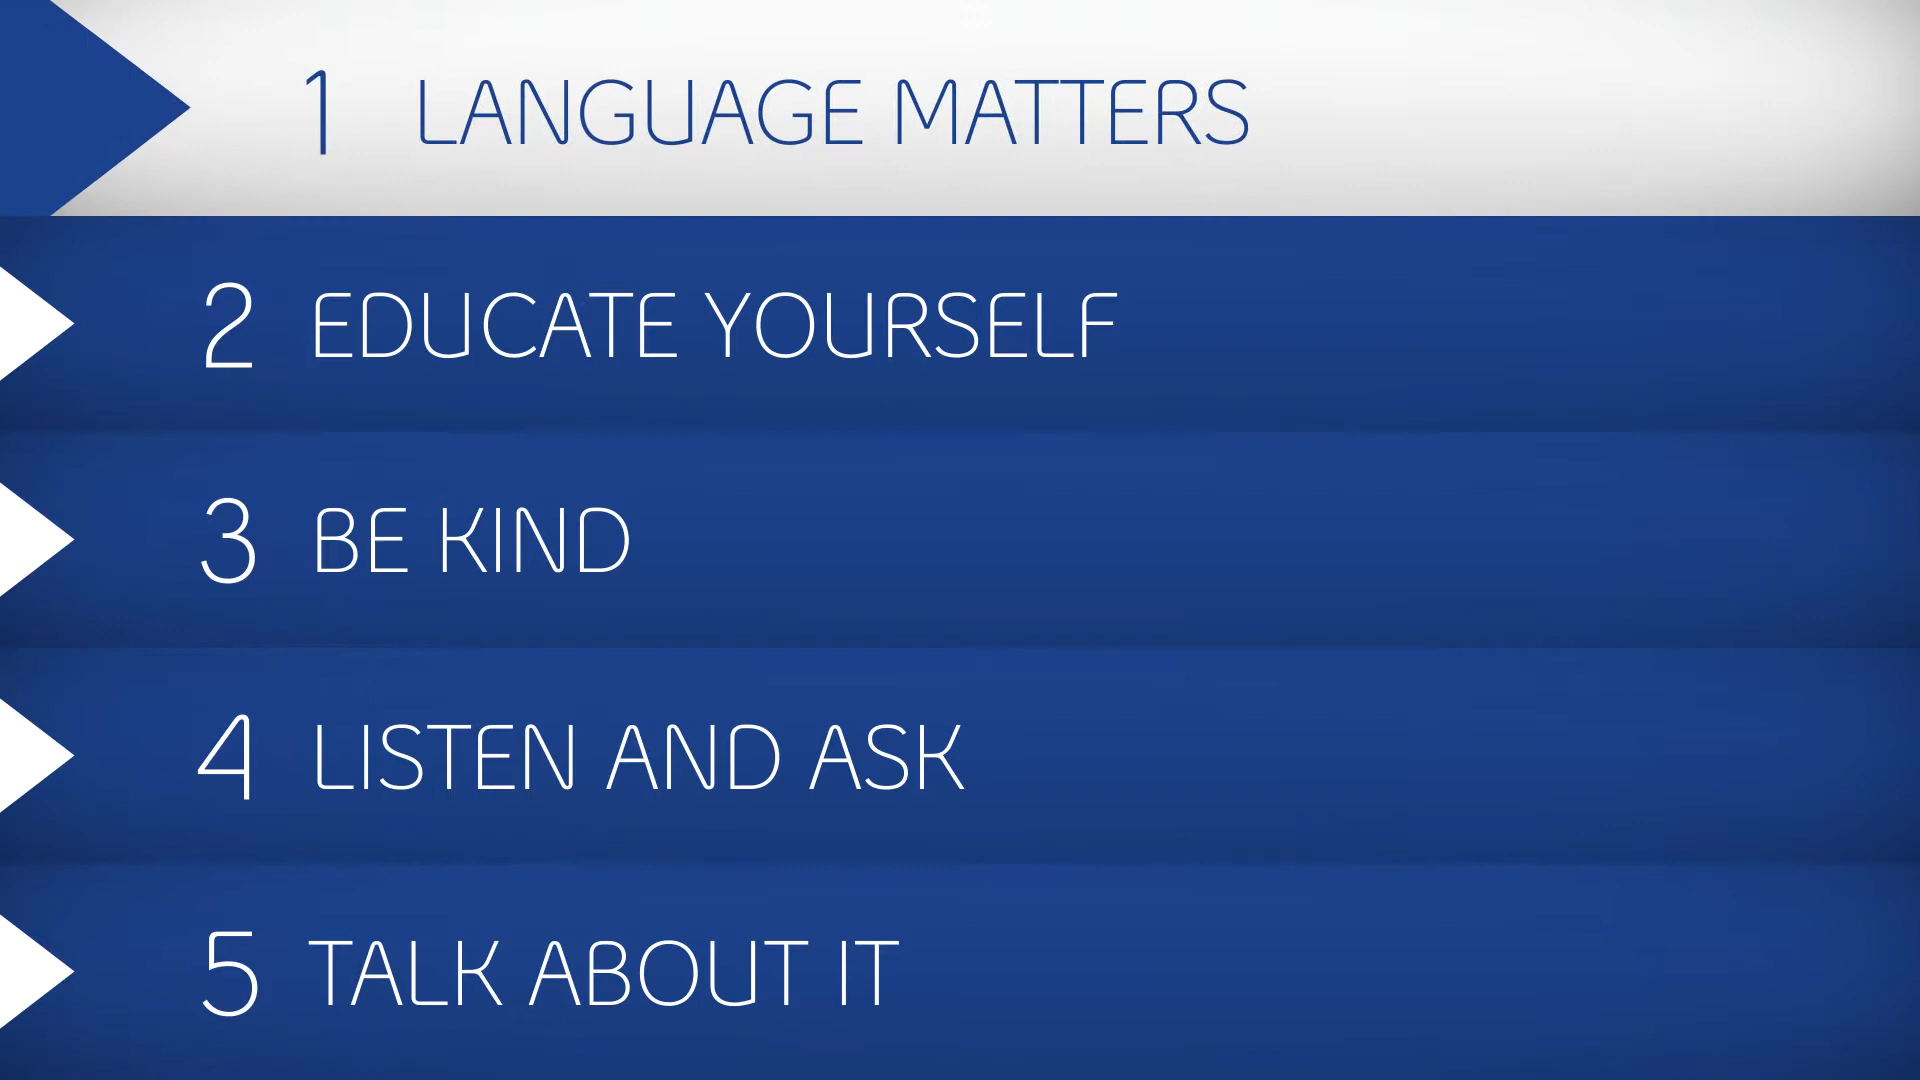 1 LANGUAGE MATTERS
2 EDUCATE YOURSELF
3 BE KIND
4 LISTEN AND ASK
5 TALK ABOUT IT